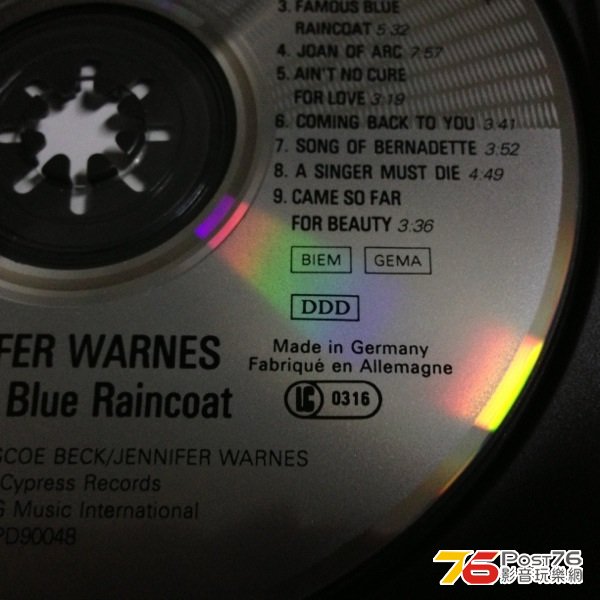 3. FAMOUS BLUE
RAINCOAT 5:32
4. JOAN OF ARC 7:57
5. AIN'T NO CURE
FOR LOVE 3:19
6. COMING BACK TO YOU 3:41
7. SONG OF BERNADETTE 3:52
8. A SINGER MUST DIE 4:49
9. CAME SO FAR
FOR BEAUTY 3:36
BIEM GEMA
DDD
Made in Germany
Fabriqué en Allemagne
LC 0316
FER WARNES
Blue Raincoat
SCOE BECK/JENNIFER WARNES
Cypress Records
G Music International
PD90048
76 POST76
影音玩樂網